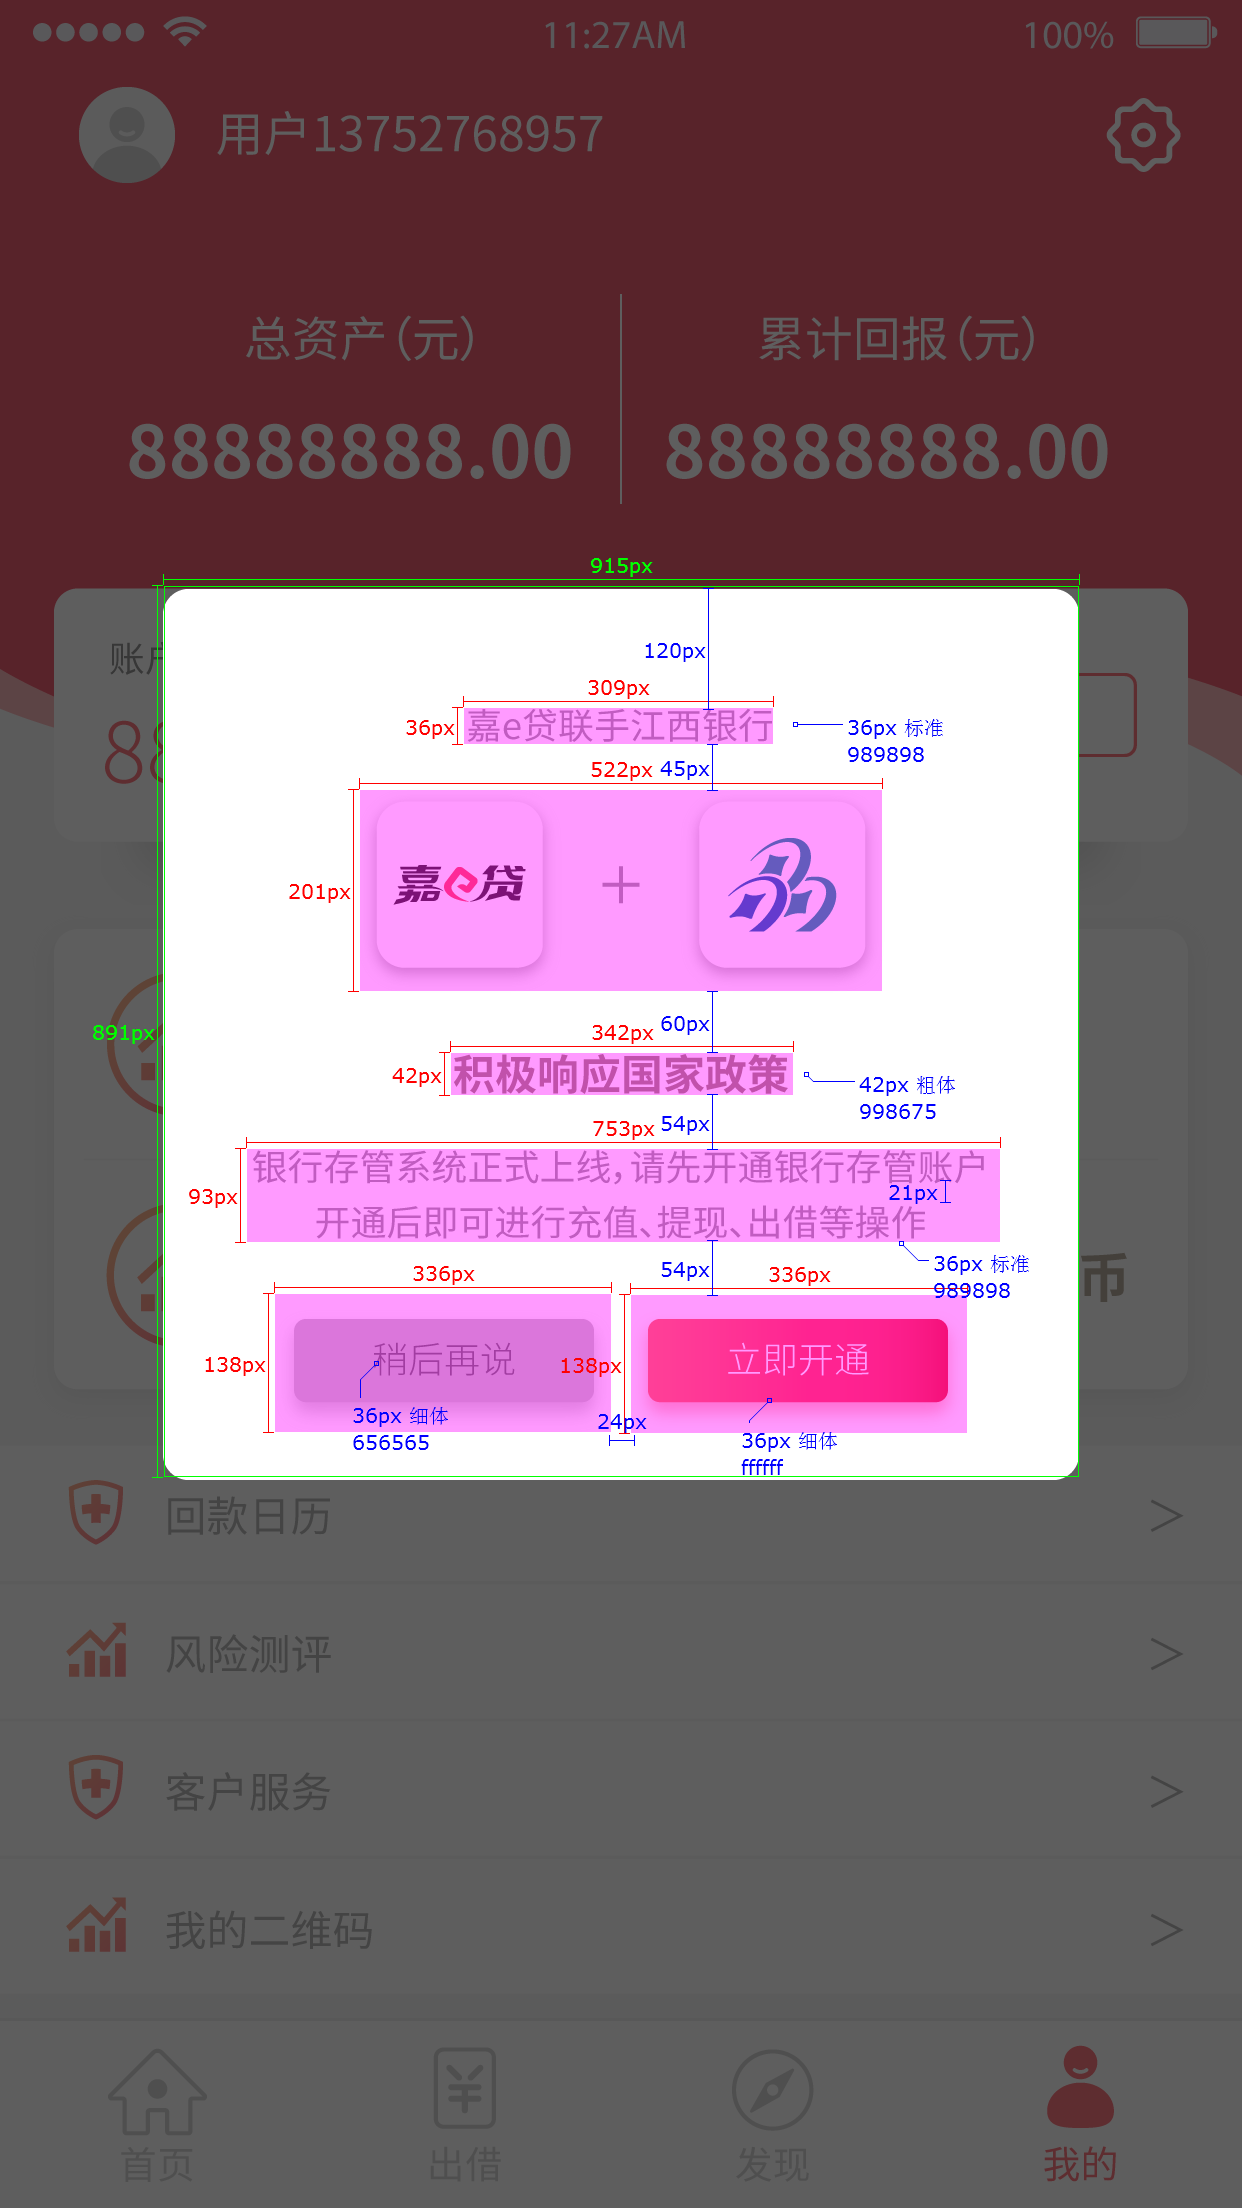 11:27AM
100%
用户13752768957
总资产(元)
累计回报(元)
88888888.00
88888888.00
915px
120px
账户
309px
36px
嘉e贷联手江西银行
36px 标准
989898
522px
45px
88
嘉e贷
+
201px
60px
891px
342px
42px
积极响应国家政策
42px 粗体
998675
753px
54px
银行存管系统正式上线，请先开通银行存管账户
93px
21px
开通后即可进行充值、提现、出借等操作
36px 标准
989898
币
336px
54px
336px
138px
稍后再说
138px
立即开通
36px 细体
656565
24px
36px 细体
ffffff
回款日历
>
风险测评
>
客户服务
>
我的二维码
>
首页
出借
发现
我的